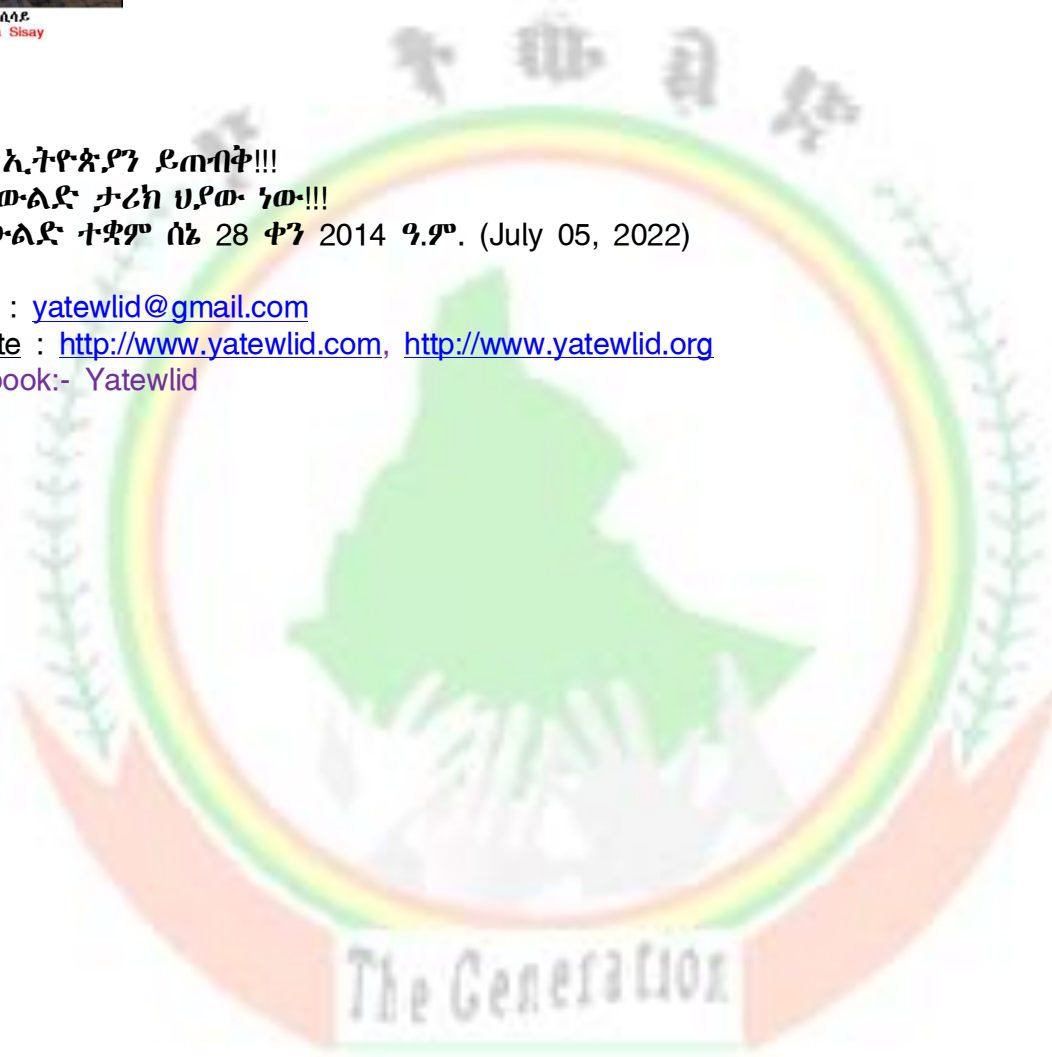 ሲሳይ
Sisay
ኢትዮጵያን ይጠብቅ!!!
ውልድ ታሪክ ህያው ነው!!!
ውልድ ተቋም ሰኔ 28 ቀን 2014 ዓ.ም. (July 05, 2022)
: yatewlid@gmail.com
te : http://www.yatewlid.com, http://www.yatewlid.org
ook:- Yatewlid
The Generation